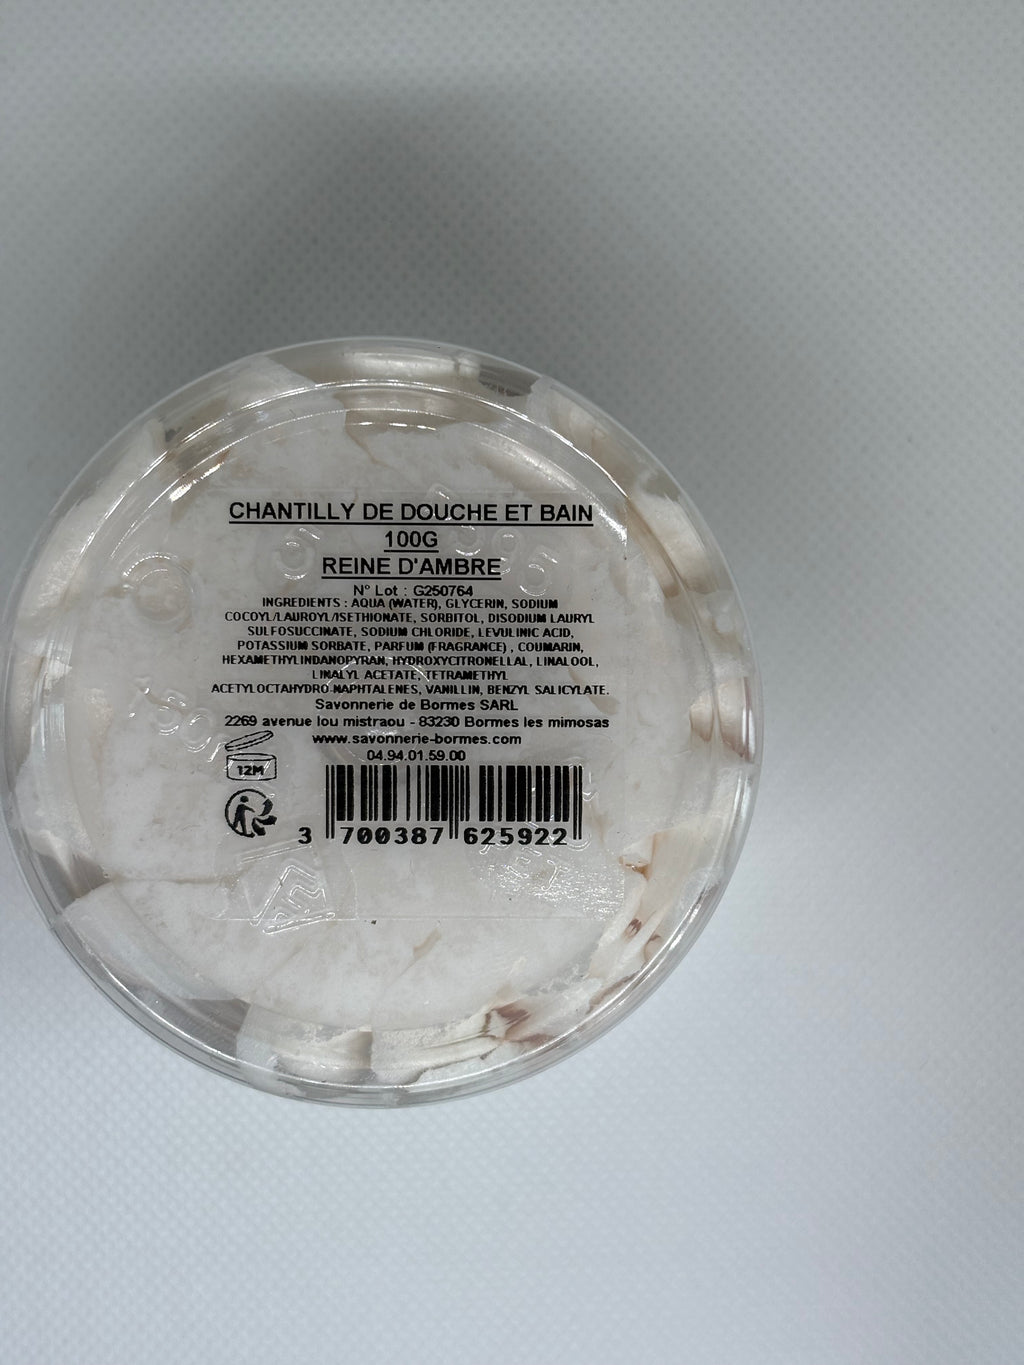 CHANTILLY DE DOUCHE ET BAIN
100G
REINE D'AMBRE
N° Lot : G250764
INGREDIENTS : AQUA (WATER), GLYCERIN, SODIUM
COCOYL/LAUROYL/ISETHIONATE, SORBITOL, DISODIUM LAURYL
SULFOSUCCINATE, SODIUM CHLORIDE, LEVULINIC ACID,
POTASSIUM SORBATE, PARFUM (FRAGRANCE) , COUMARIN,
HEXAMETHYLINDANOPYRAN, HYDROXYCITRONELLAL, LINALOOL,
LINALYL ACETATE, TETRAMETHYL
ACETYLOCTAHYDRO-NAPHTALENES, VANILLIN, BENZYL SALICYLATE.
Savonnerie de Bormes SARL
2269 avenue lou mistraou - 83230 Bormes les mimosas
www.savonnerie-bormes.com
04.94.01.59.00
12M
3 700387 625922